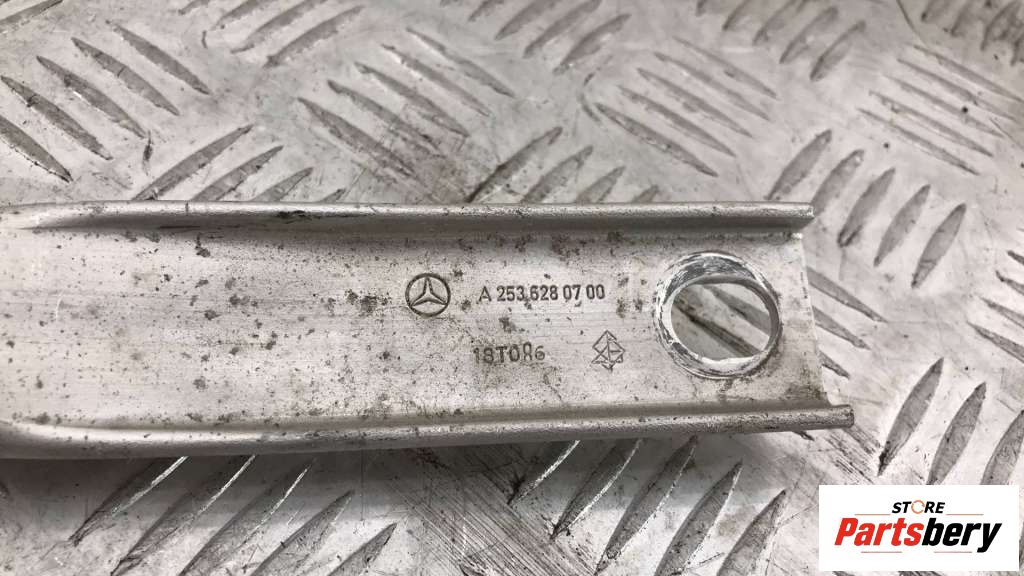 A 253 628 07 00
18T086
STORE
Partsbery